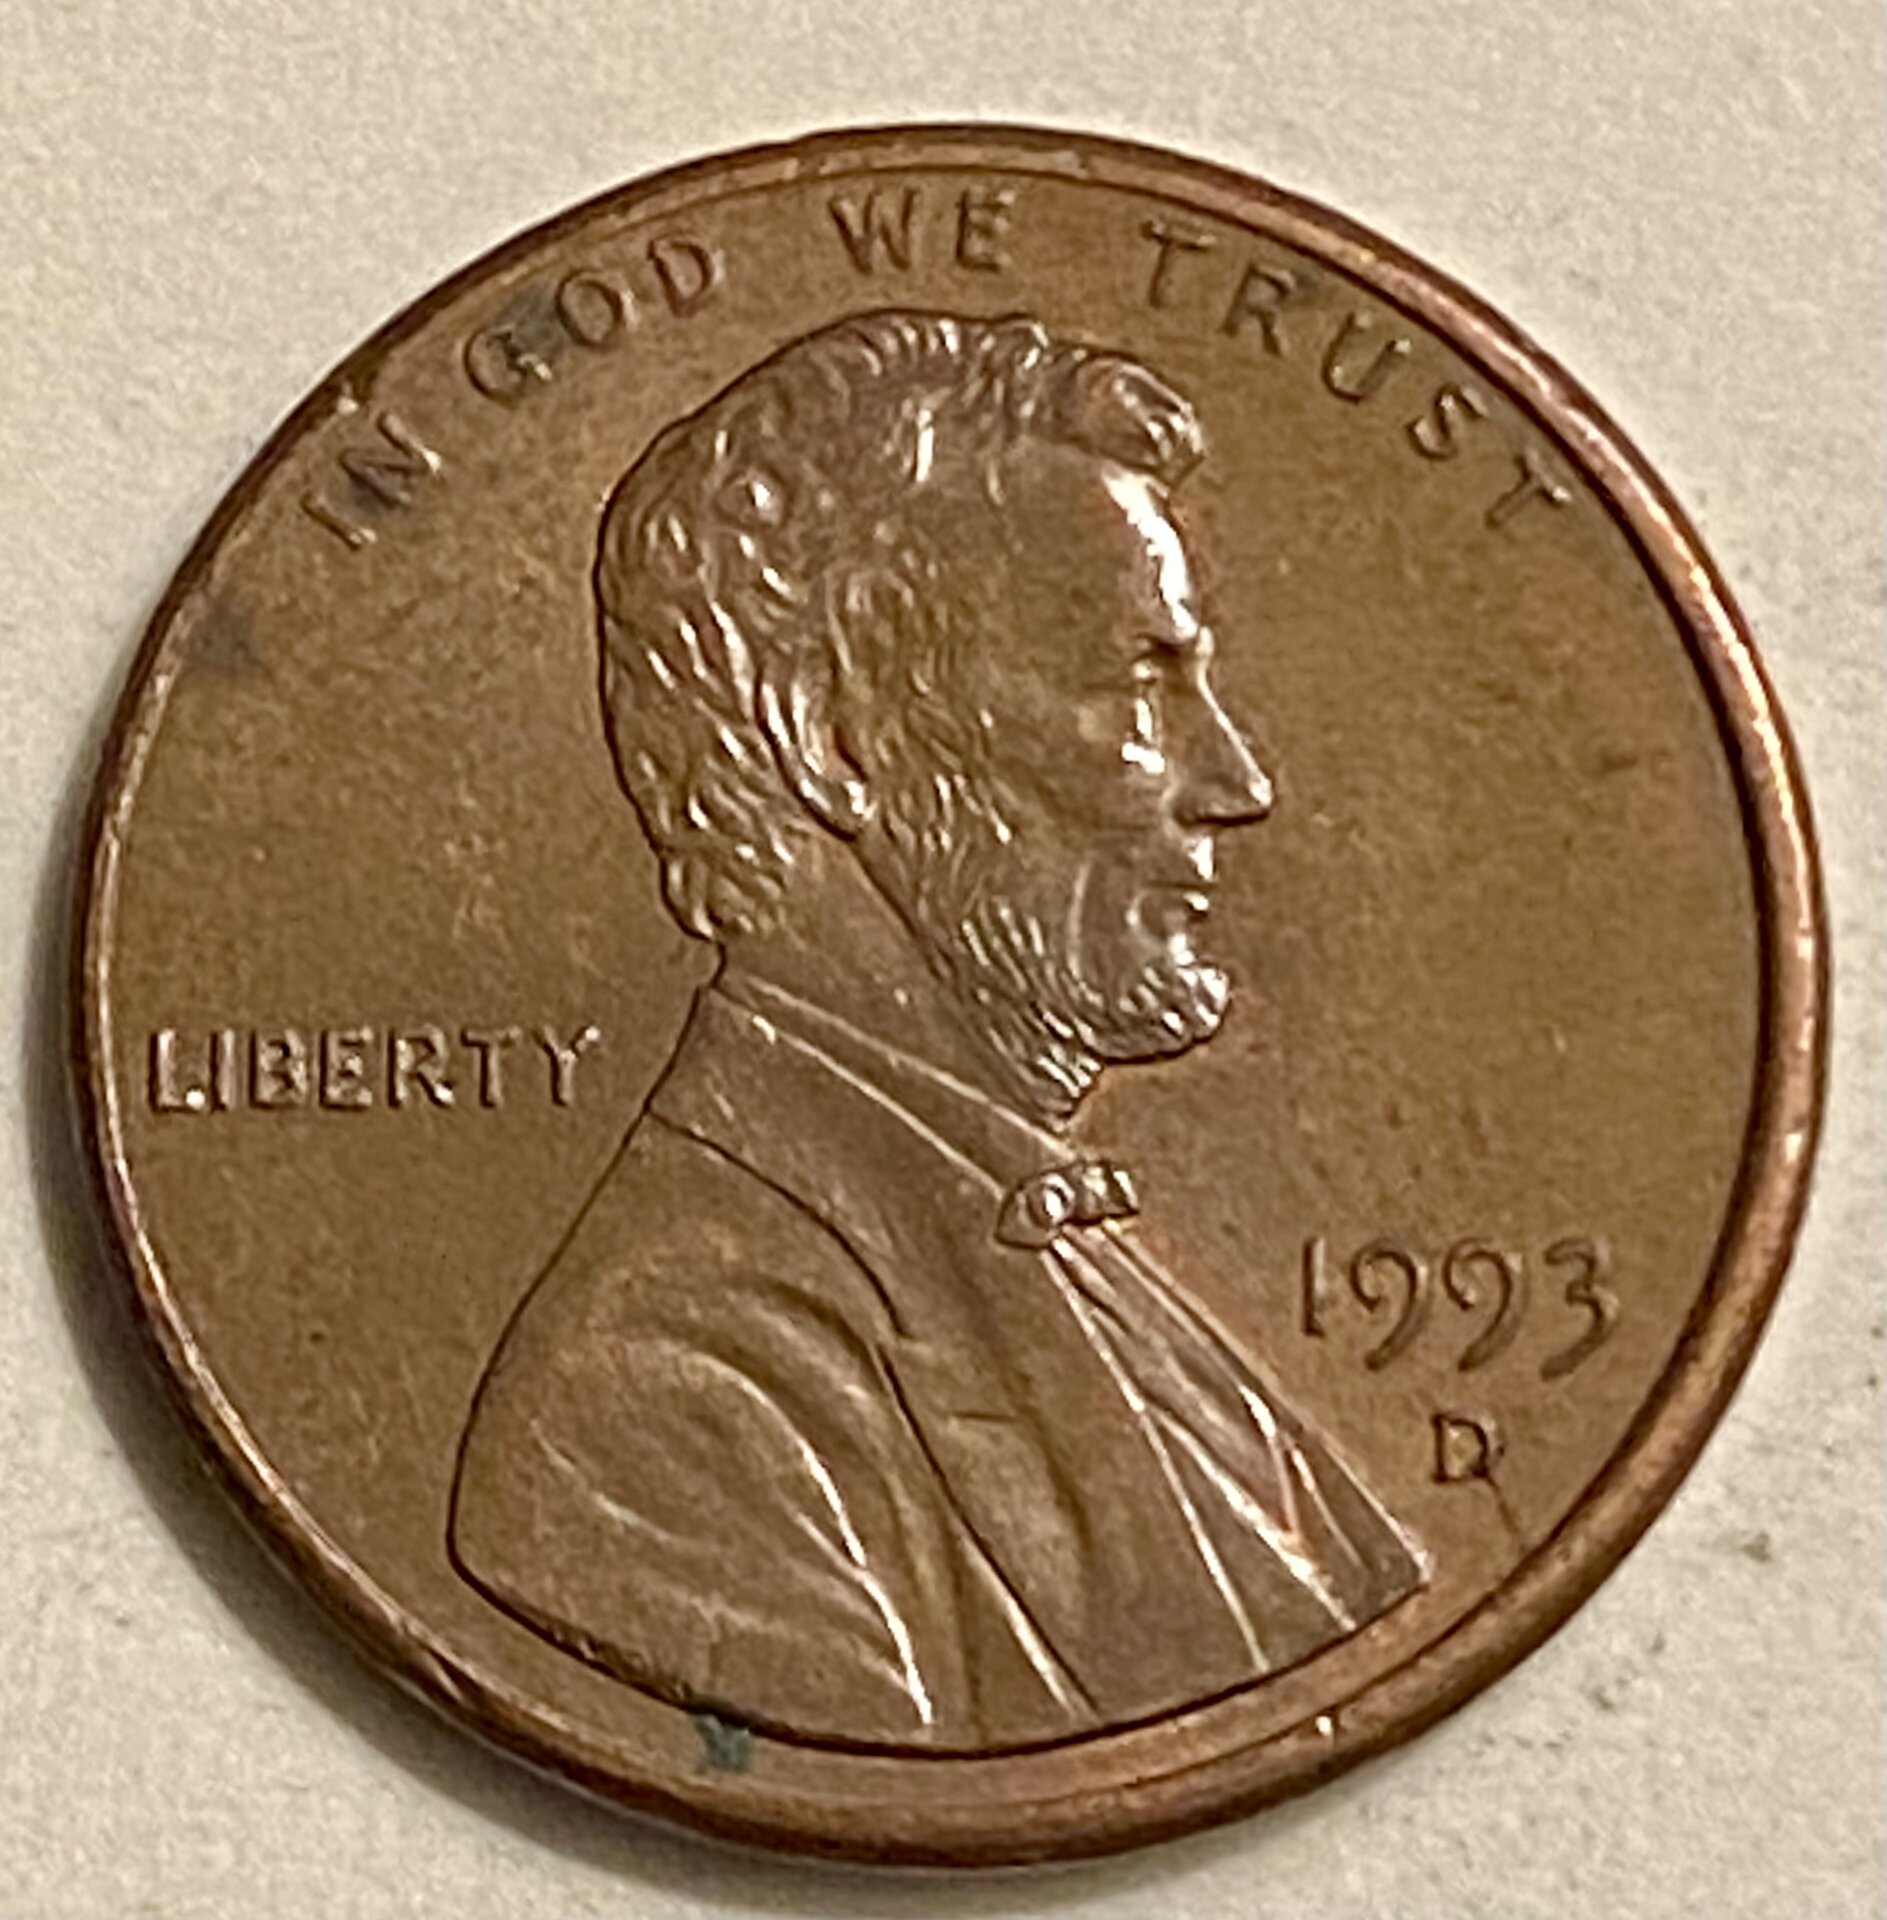 IN GOD WE TRUST
LIBERTY
1993
D